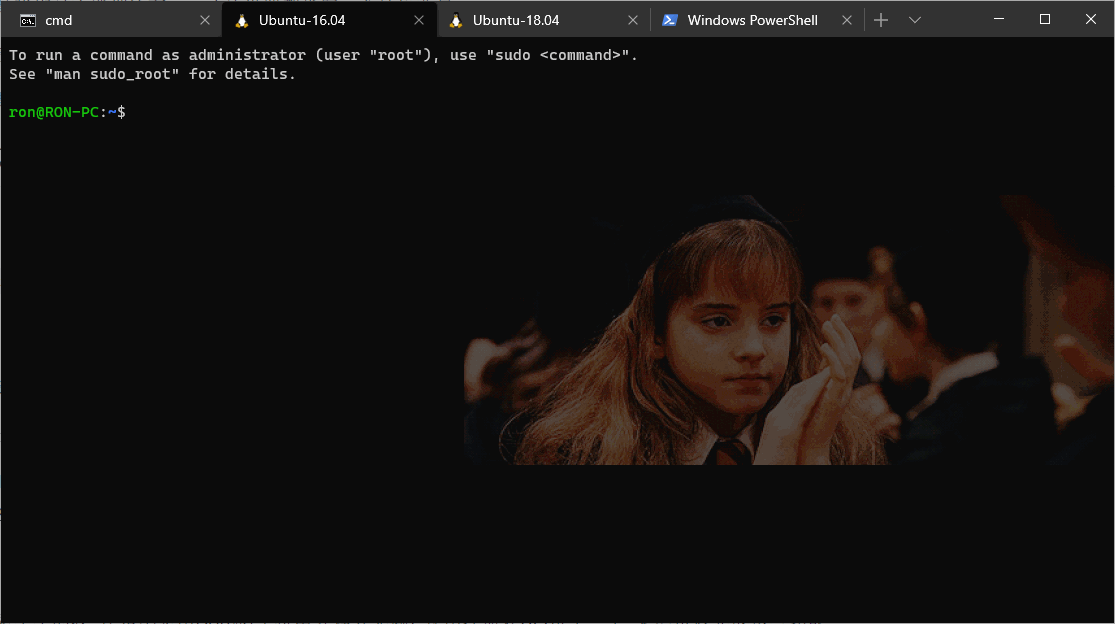 cmd
Ubuntu-16.04
Ubuntu-18.04
Windows PowerShell
To run a command as administrator (user "root"), use "sudo <command>".
See "man sudo_root" for details.
ron@RON-PC:~$